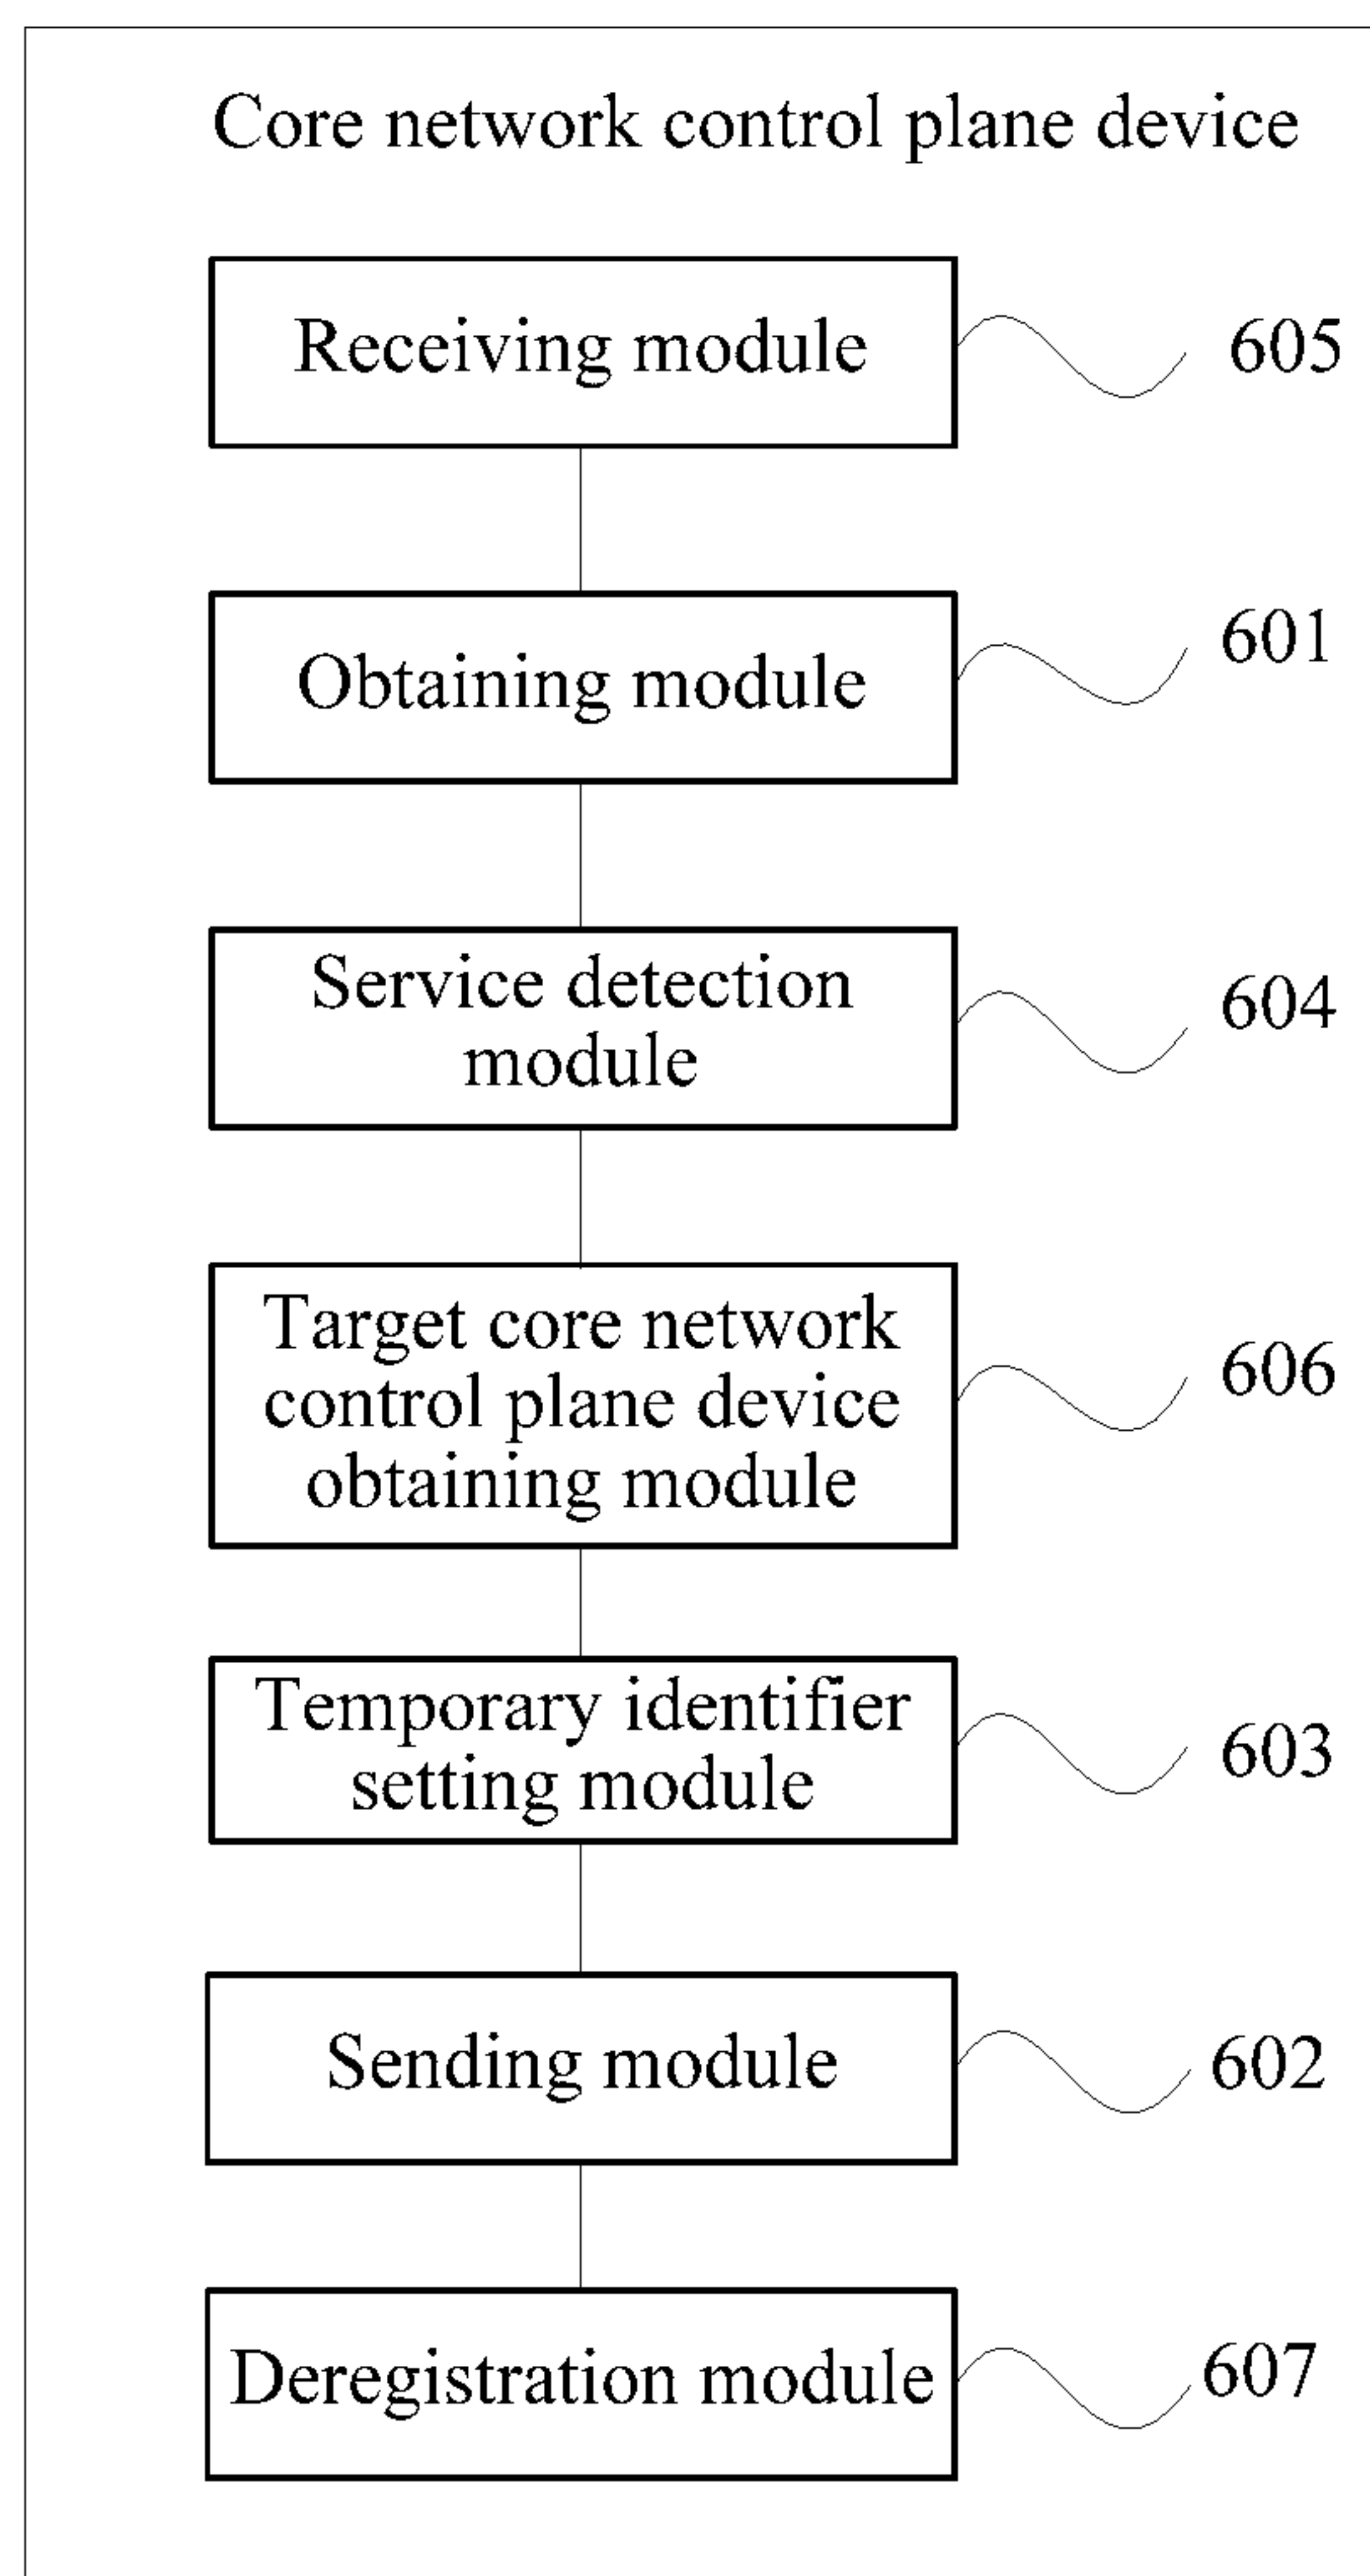 Core network control plane device
Receiving module
605
Obtaining module
601
Service detection
module
604
Target core network
control plane device
obtaining module
606
Temporary identifier
setting module
603
Sending module
602
Deregistration module
607